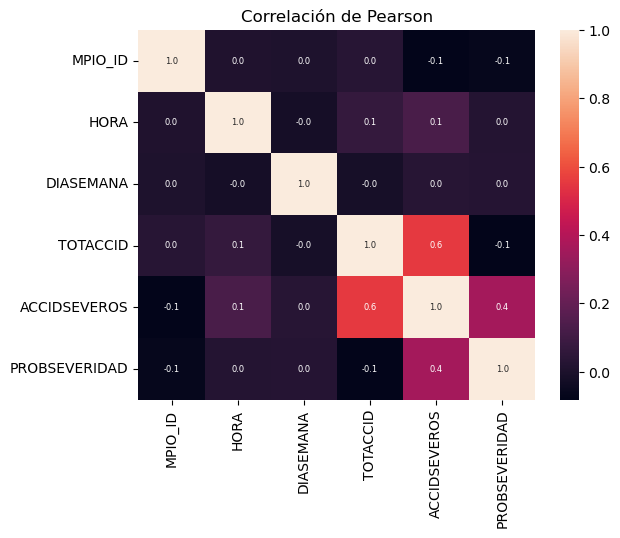 Correlación de Pearson
MPIO_ID 1.0 0.0 0.0 0.0 -0.1 -0.1
HORA 0.0 1.0 -0.0 0.1 0.1 0.0
DIASEMANA 0.0 -0.0 1.0 -0.0 0.0 0.0
TOTACCID 0.0 0.1 -0.0 1.0 0.6 -0.1
ACCIDSEVEROS -0.1 0.1 0.0 0.6 1.0 0.4
PROBSEVERIDAD -0.1 0.0 0.0 -0.1 0.4 1.0
MPIO_ID
HORA
DIASEMANA
TOTACCID
ACCIDSEVEROS
PROBSEVERIDAD
1.0
0.8
0.6
0.4
0.2
0.0